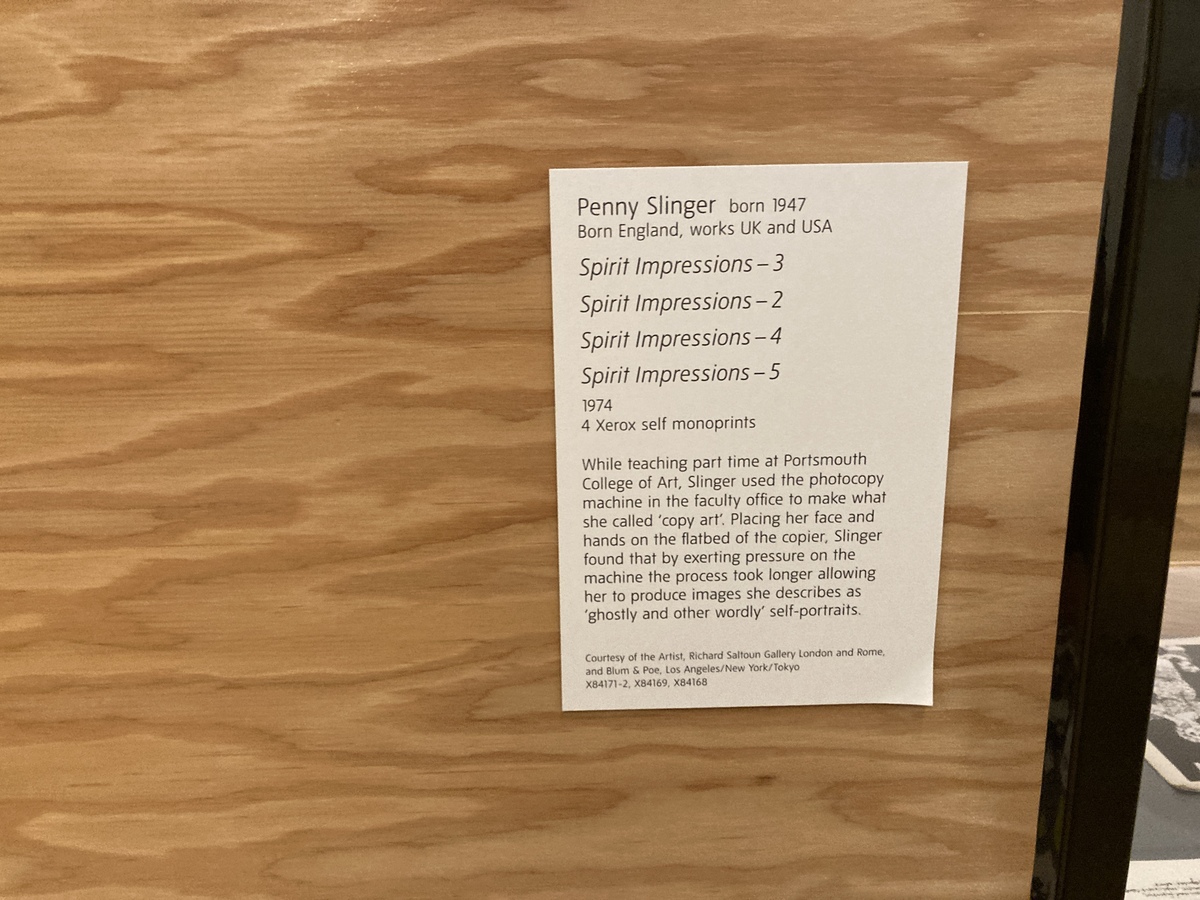 Penny Slinger born 1947
Born England, works UK and USA
Spirit Impressions – 3
Spirit Impressions – 2
Spirit Impressions – 4
Spirit Impressions – 5
1974
4 Xerox self monoprints
While teaching part time at Portsmouth
College of Art, Slinger used the photocopy
machine in the faculty office to make what
she called ‘copy art’. Placing her face and
hands on the flatbed of the copier, Slinger
found that by exerting pressure on the
machine the process took longer allowing
her to produce images she describes as
‘ghostly and other wordly’ self-portraits.
Courtesy of the Artist, Richard Saltoun Gallery London and Rome,
and Blum & Poe, Los Angeles/New York/Tokyo
X84171-2, X84169, X84168